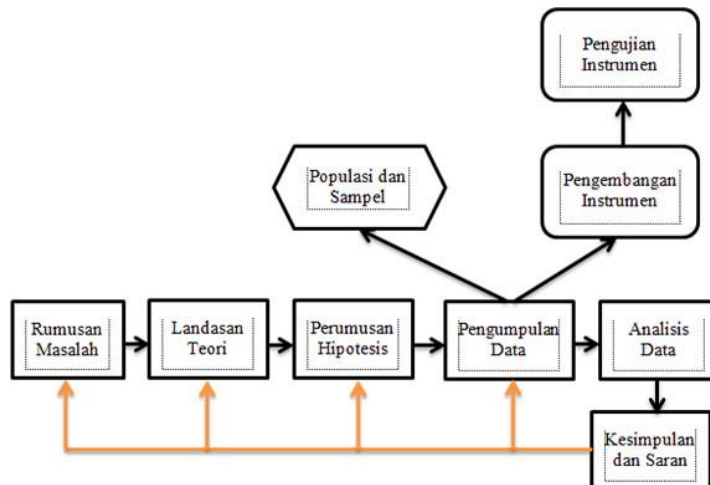 Pengujian
Instrumen
Populasi dan
Sampel
Pengembangan
Instrumen
Rumusan
Masalah
Landasan
Teori
Perumusan
Hipotesis
Pengumpulan
Data
Analisis
Data
Kesimpulan
dan Saran